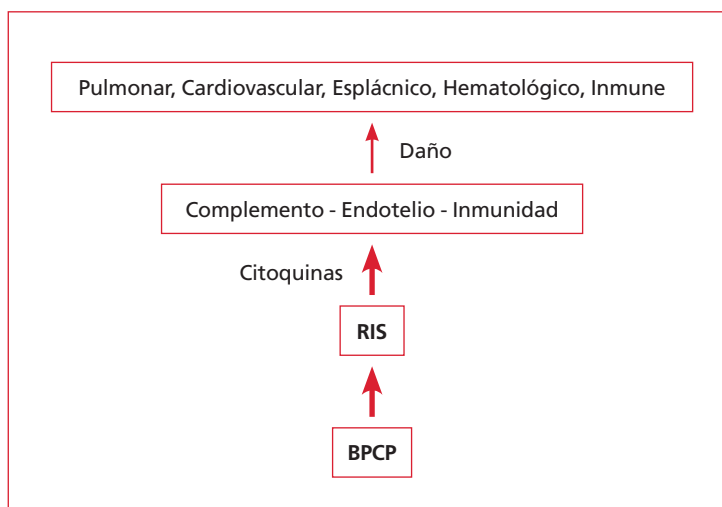 Pulmonar, Cardiovascular, Esplácnico, Hematológico, Inmune
Daño
Complemento - Endotelio - Inmunidad
Citoquinas
RIS
BPCP